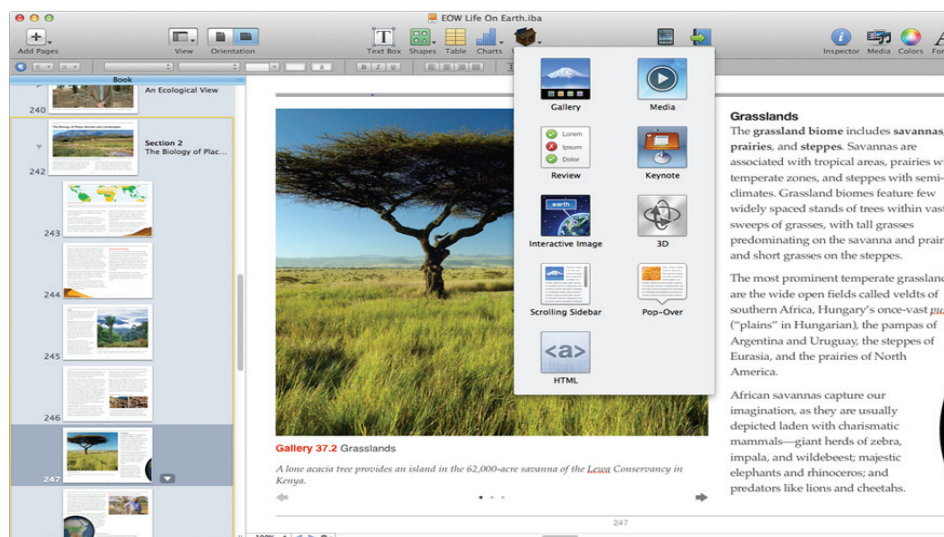 EOW Life On Earth.iba
Add Pages
View
Orientation
Text Box
Shapes
Table
Charts
Inspector
Media
Colors
B I U
Book
An Ecological View
240
Section 2
The Biology of Plac...
242
243
244
245
246
247
Gallery
Media
Lorem
Ipsum
Dolor
Review
Keynote
earth
Interactive Image
3D
Scrolling Sidebar
Pop-Over
<a>
HTML
Gallery 37.2 Grasslands
A lone acacia tree provides an island in the 62,000-acre savanna of the Lewa Conservancy in
Kenya.
Grasslands
The grassland biome includes savannas,
prairies, and steppes. Savannas are
associated with tropical areas, prairies
temperate zones, and steppes with semi-
climates. Grassland biomes feature few
widely spaced stands of trees within vast
sweeps of grasses, with tall grasses
predominating on the savanna and
and short grasses on the steppes.
The most prominent temperate
are the wide open fields called veldts of
southern Africa, Hungary's once-vast
("plains" in Hungarian), the pampas of
Argentina and Uruguay, the steppes of
Eurasia, and the prairies of North
America.
African savannas capture our
imagination, as they are usually
depicted laden with charismatic
mammals—giant herds of zebra,
impala, and wildebeest; majestic
elephants and rhinoceros; and
predators like lions and cheetahs.
247